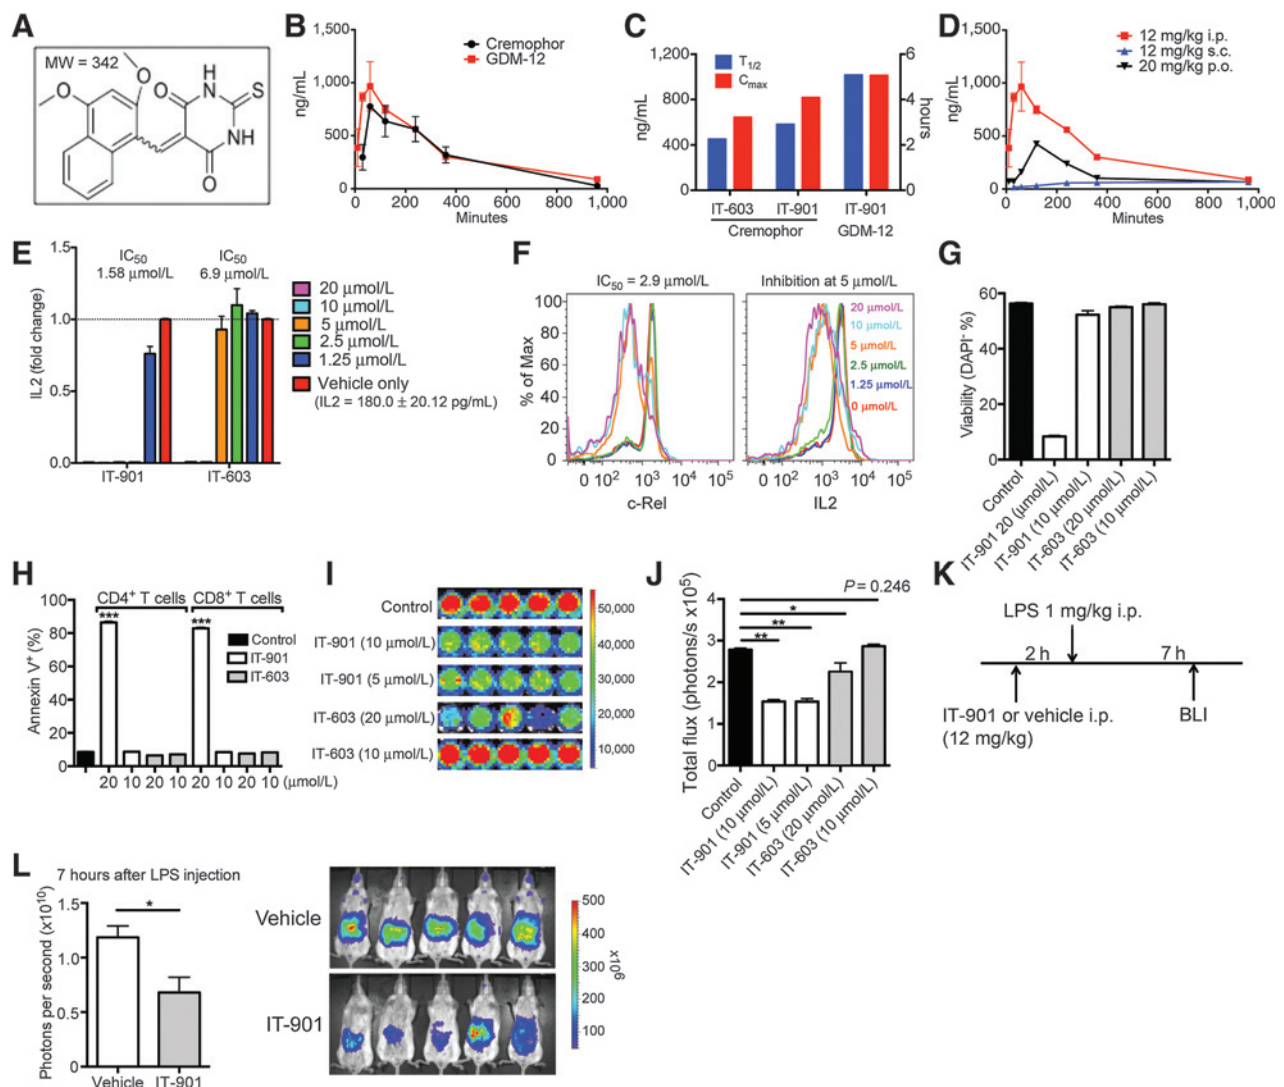 A
MW = 342
O
O
O
NH
S
NH
O
B
1,500
1,000
500
0
ng/mL
Cremophor
GDM-12
0 200 400 600 800 1,000
Minutes
C
1,200
800
400
0
ng/mL
T1/2
Cmax
6
4
2
0
hours
IT-603 IT-901 IT-901
Cremophor GDM-12
D
1,500
1,000
500
0
ng/mL
12 mg/kg i.p.
12 mg/kg s.c.
20 mg/kg p.o.
0 200 400 600 800 1,000
Minutes
E
1.5
1.0
0.5
0.0
IL2 (fold change)
IC50 IC50
1.58 μmol/L 6.9 μmol/L
IT-901 IT-603
20 μmol/L
10 μmol/L
5 μmol/L
2.5 μmol/L
1.25 μmol/L
Vehicle only
(IL2 = 180.0 ± 20.12 pg/mL)
F
IC50 = 2.9 μmol/L Inhibition at 5 μmol/L
100
80
60
40
20
0
% of Max
20 μmol/L
10 μmol/L
5 μmol/L
2.5 μmol/L
1.25 μmol/L
0 μmol/L
0 10² 10³ 10⁴ 10⁵ 0 10² 10³ 10⁴ 10⁵
c-Rel IL2
G
60
40
20
0
Viability (DAPI⁻ %)
Control
IT-901 20 (μmol/L)
IT-901 (10 μmol/L)
IT-603 (20 μmol/L)
IT-603 (10 μmol/L)
H
CD4⁺ T cells CD8⁺ T cells
100
80
60
40
20
0
Annexin V⁺ (%)
*** ***
Control
IT-901
IT-603
20 10 20 10 20 10 20 10 (μmol/L)
I
Control
IT-901 (10 μmol/L)
IT-901 (5 μmol/L)
IT-603 (20 μmol/L)
IT-603 (10 μmol/L)
50,000
40,000
30,000
20,000
10,000
J
P = 0.246
*
**
**
4
3
2
1
0
Total flux (photons/s x10⁵)
Control
IT-901 (10 μmol/L)
IT-901 (5 μmol/L)
IT-603 (20 μmol/L)
IT-603 (10 μmol/L)
K
LPS 1 mg/kg i.p.
2 h 7 h
IT-901 or vehicle i.p. BLI
(12 mg/kg)
L
7 hours after LPS injection
*
1.5
1.0
0.5
0
Photons per second (x10¹⁰)
Vehicle IT-901
Vehicle
IT-901
500
400
300
200
100
x10⁶